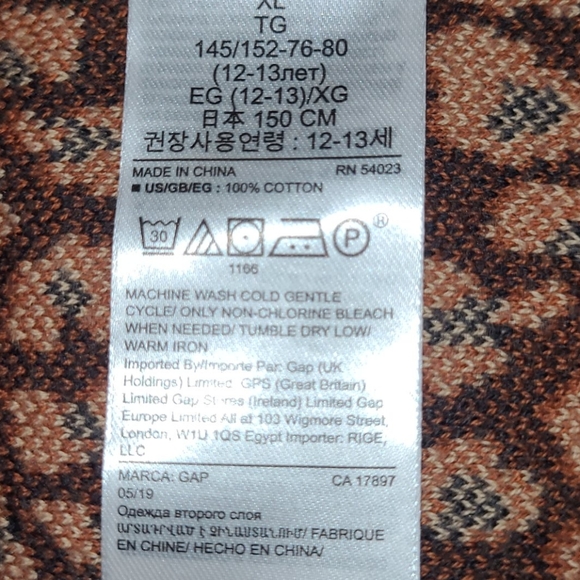 XL
TG
145/152-76-80
(12-13лет)
EG (12-13)/XG
日本 150 CM
권장사용연령 : 12-13세
MADE IN CHINA RN 54023
■ US/GB/EG : 100% COTTON
30 P ®
1166
MACHINE WASH COLD GENTLE
CYCLE/ ONLY NON-CHLORINE BLEACH
WHEN NEEDED/ TUMBLE DRY LOW/
WARM IRON
Imported By/Importe Par: Gap (UK
Holdings) Limited GPS (Great Britain)
Limited Gap Stores (Ireland) Limited Gap
Europe Limited All at 103 Wigmore Street,
London, W1U 1QS Egypt Importer: RIGE,
LLC
MARCA: GAP CA 17897
05/19
Одежда второго слоя
ԱՐՏԱԴՐՎԱԾ Է ՉԻՆԱՍՏԱՆՈՒՄ/ FABRIQUE
EN CHINE/ HECHO EN CHINA/